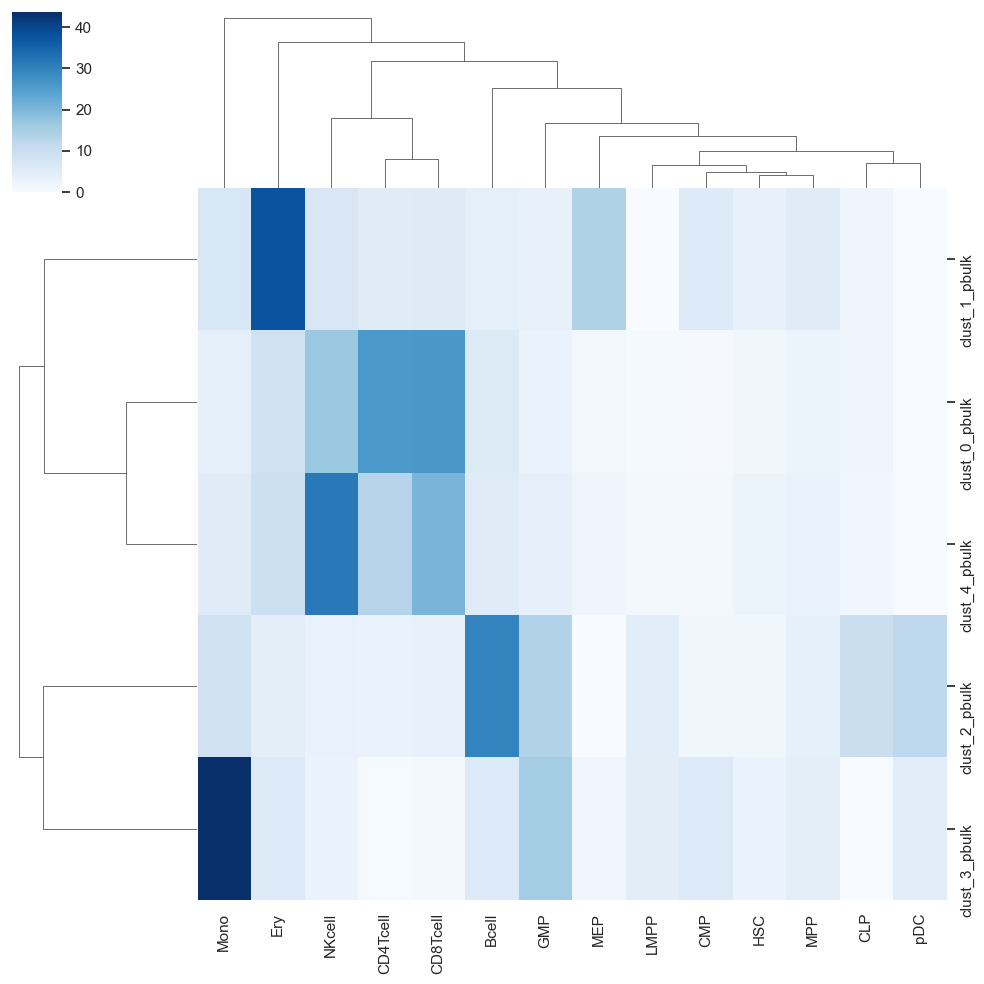 40
30
20
10
0
clust_1_pbulk
clust_0_pbulk
clust_4_pbulk
clust_2_pbulk
clust_3_pbulk
Mono
Ery
NKcell
CD4Tcell
CD8Tcell
Bcell
GMP
MEP
LMPP
CMP
HSC
MPP
CLP
pDC